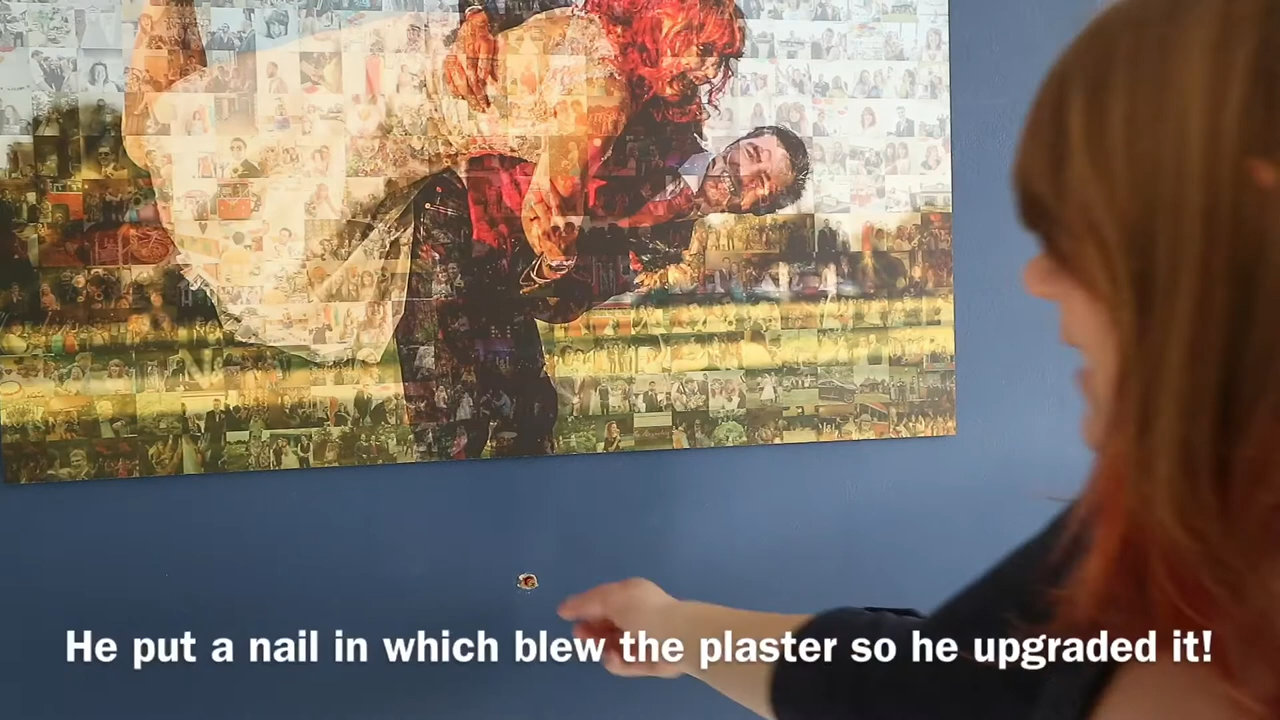 He put a nail in which blew the plaster so he upgraded it!